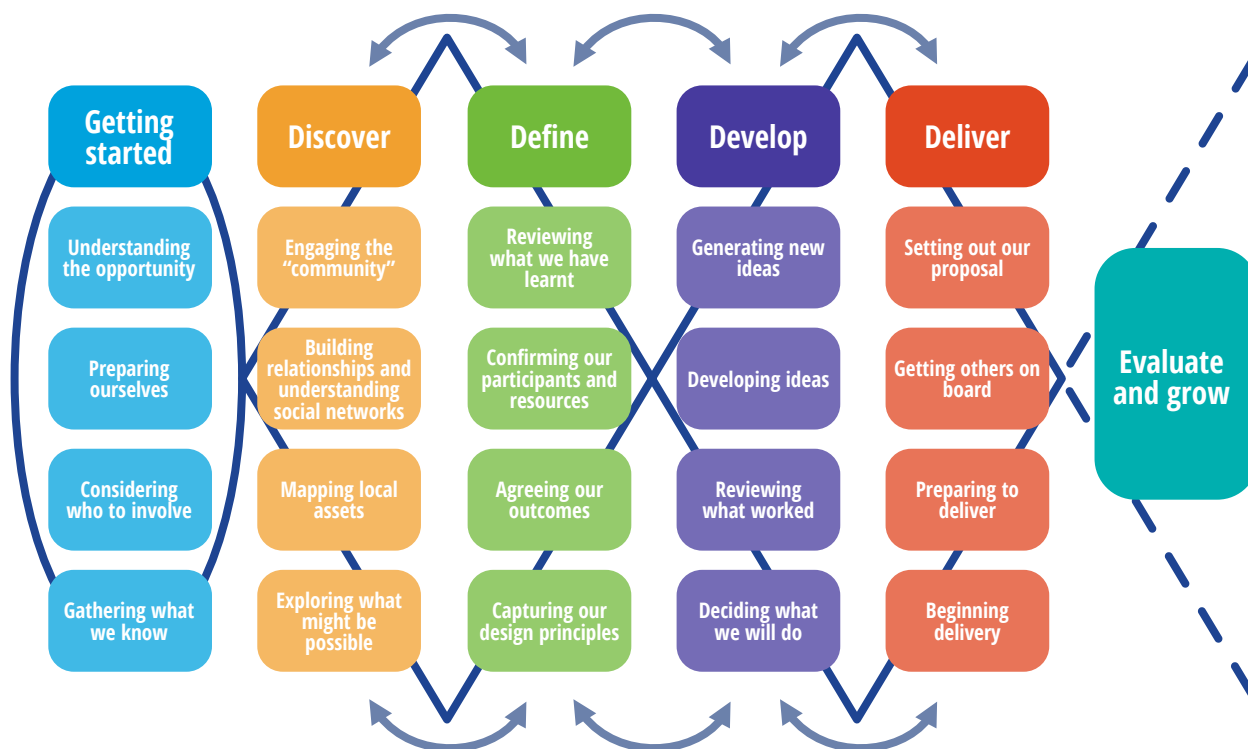 Getting
started
Understanding
the opportunity
Preparing
ourselves
Considering
who to involve
Gathering what
we know
Discover
Engaging the
“community”
Building
relationships and
understanding
social networks
Mapping local
assets
Exploring what
might be
possible
Define
Reviewing
what we have
learnt
Confirming our
participants and
resources
Agreeing our
outcomes
Capturing our
design principles
Develop
Generating new
ideas
Developing ideas
Reviewing
what worked
Deciding what
we will do
Deliver
Setting out our
proposal
Getting others on
board
Preparing to
deliver
Beginning
delivery
Evaluate
and grow